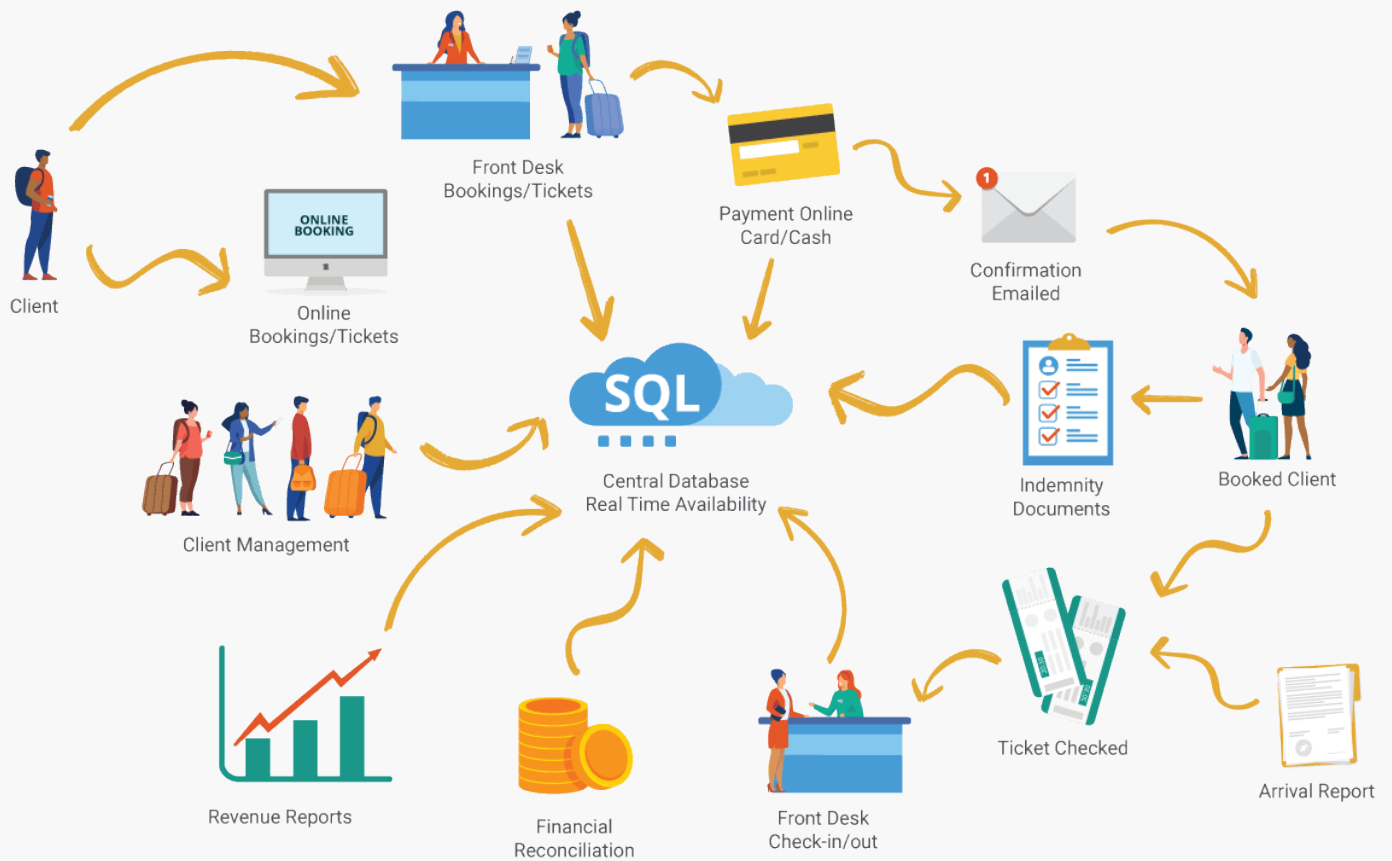 Front Desk
Bookings/Tickets
ONLINE
BOOKING
Payment Online
Card/Cash
1
Confirmation
Emailed
Client
Online
Bookings/Tickets
SQL
Central Database
Real Time Availability
Indemnity
Documents
Booked Client
Client Management
Ticket Checked
Arrival Report
Revenue Reports
Financial
Reconciliation
Front Desk
Check-in/out